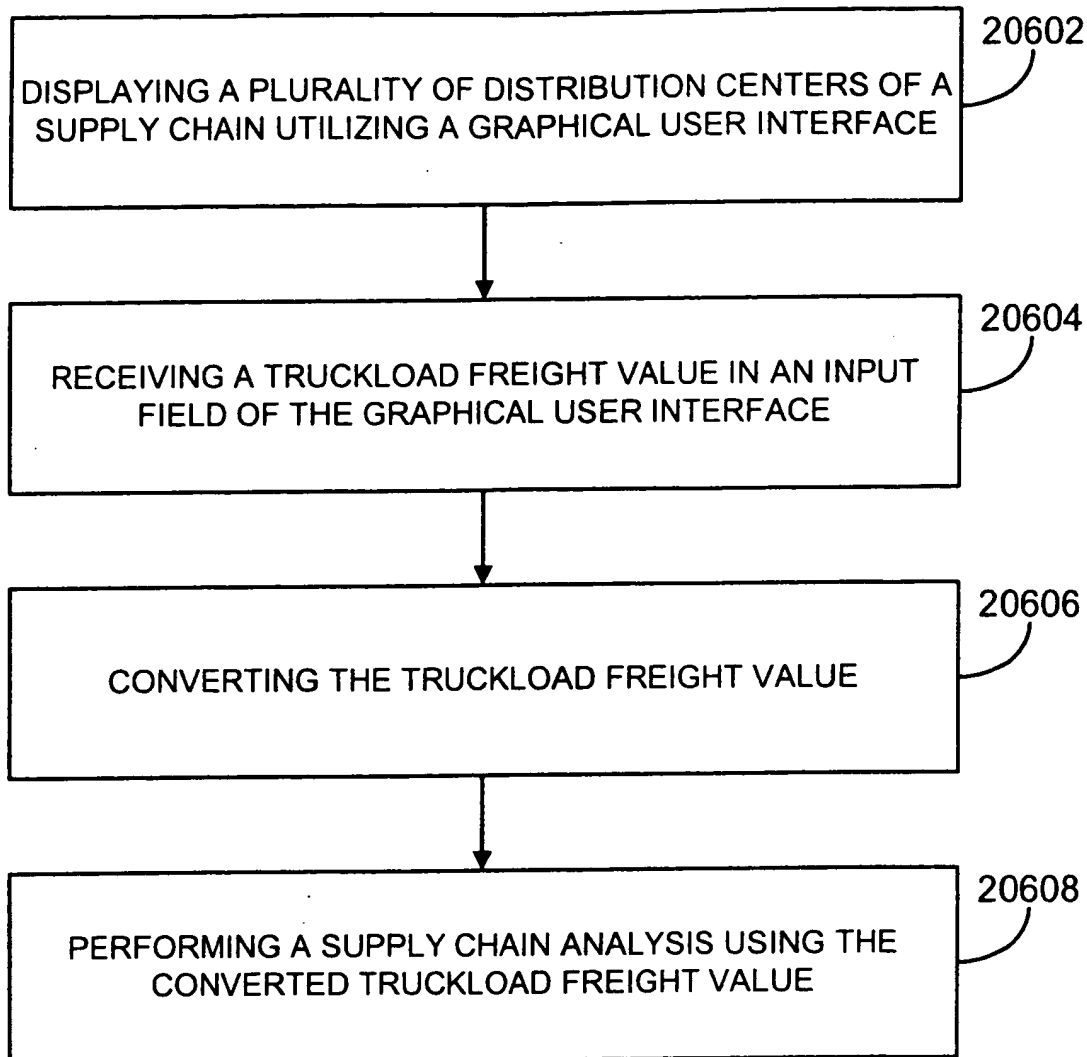 20602
DISPLAYING A PLURALITY OF DISTRIBUTION CENTERS OF A
SUPPLY CHAIN UTILIZING A GRAPHICAL USER INTERFACE
20604
RECEIVING A TRUCKLOAD FREIGHT VALUE IN AN INPUT
FIELD OF THE GRAPHICAL USER INTERFACE
20606
CONVERTING THE TRUCKLOAD FREIGHT VALUE
20608
PERFORMING A SUPPLY CHAIN ANALYSIS USING THE
CONVERTED TRUCKLOAD FREIGHT VALUE